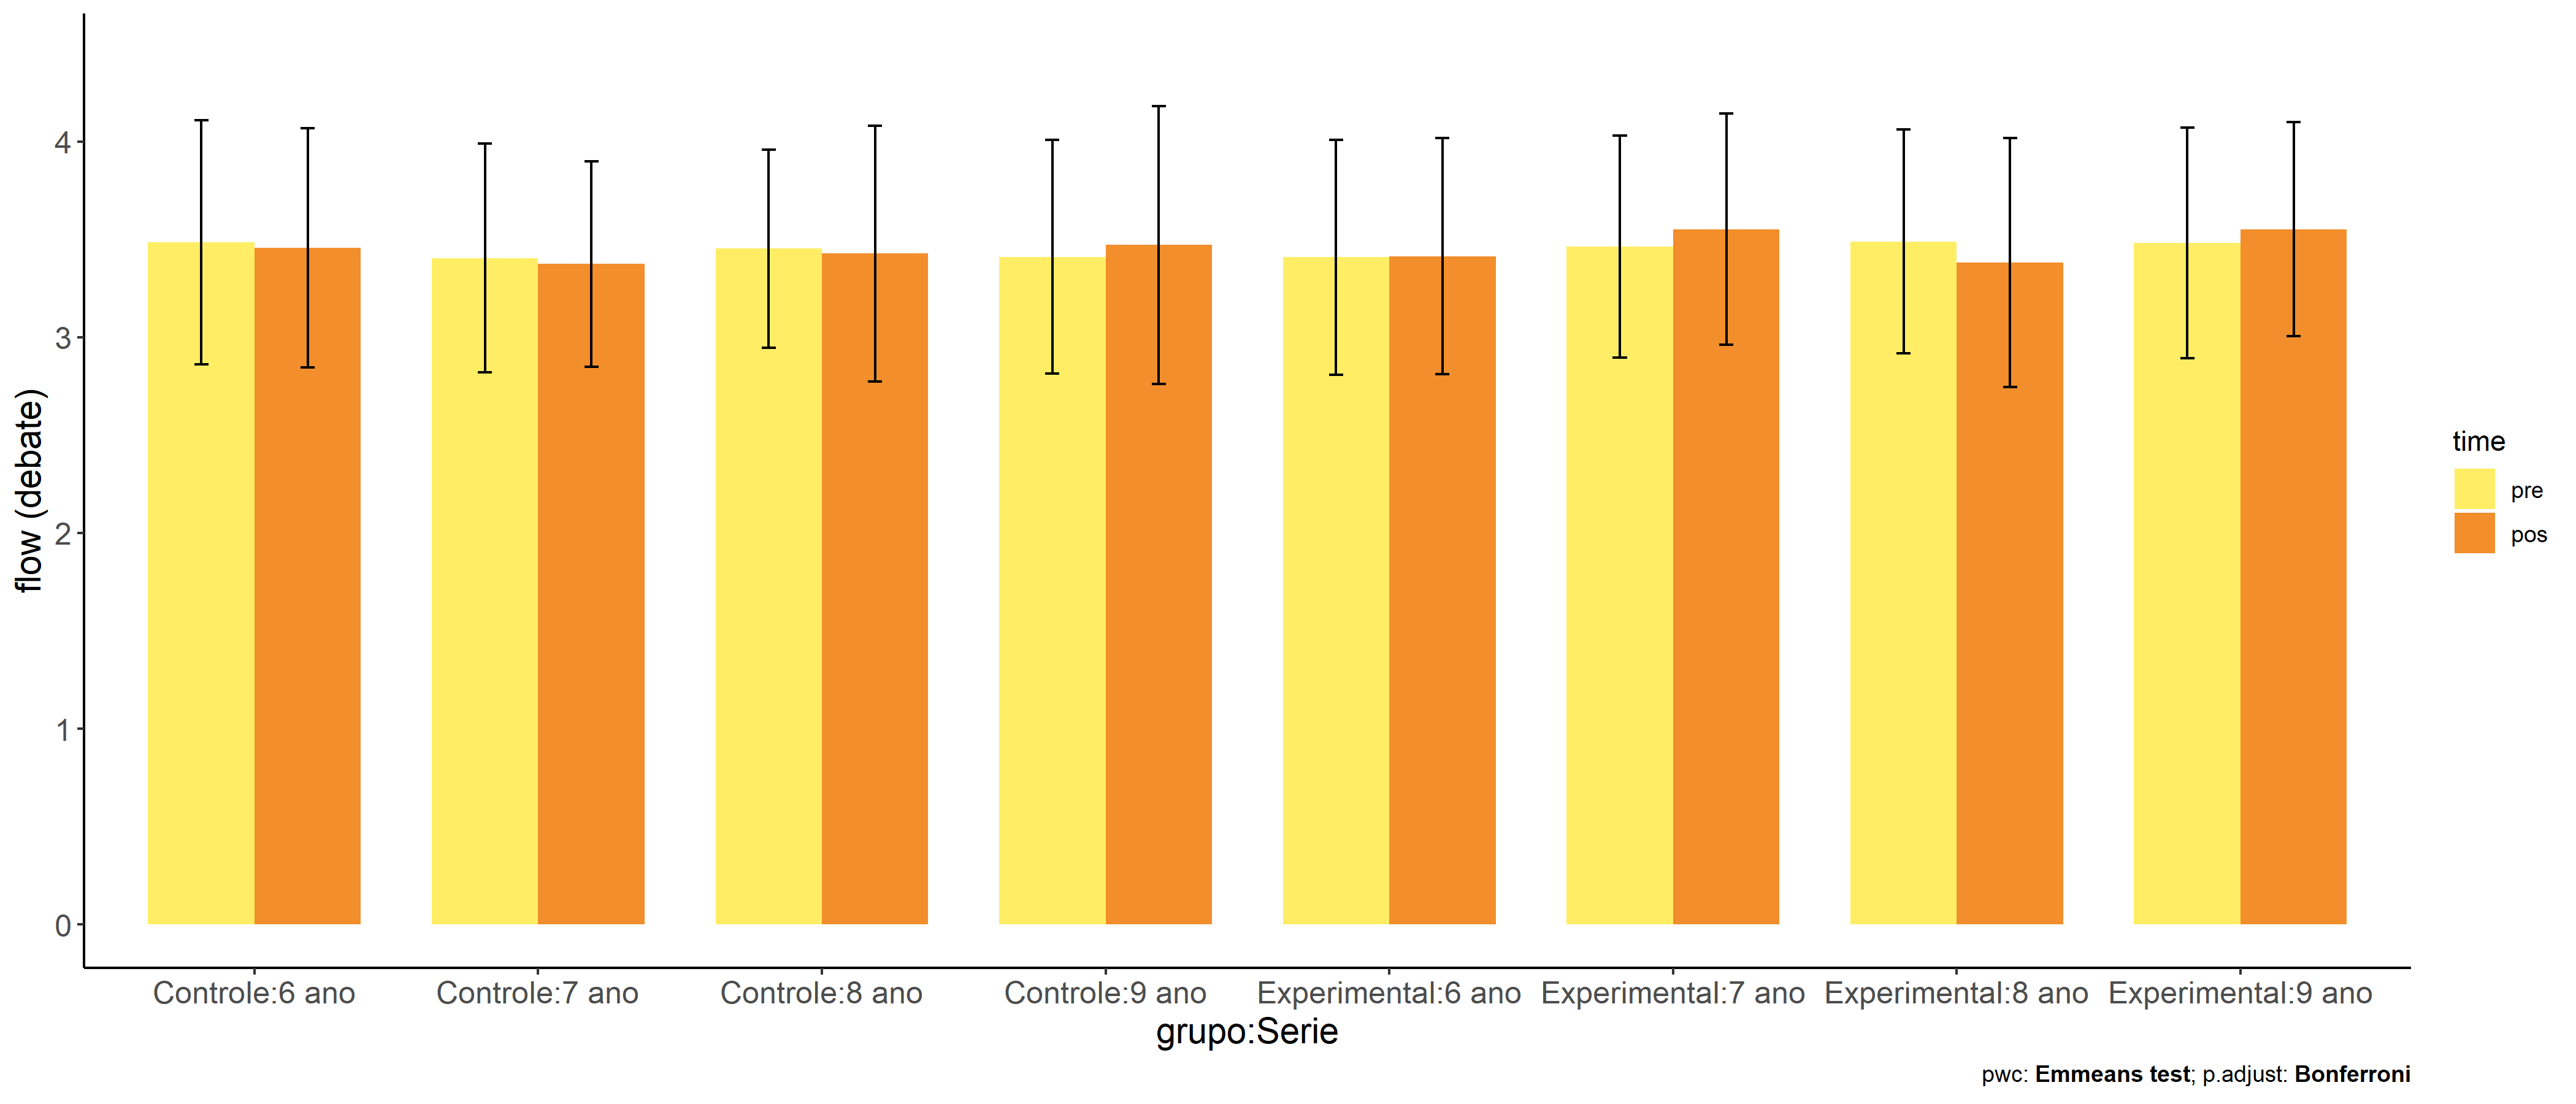 flow (debate)
4
3
2
1
0
Controle:6 ano
Controle:7 ano
Controle:8 ano
Controle:9 ano
Experimental:6 ano
Experimental:7 ano
Experimental:8 ano
Experimental:9 ano
grupo:Serie
time
pre
pos
pwc: Emmeans test; p.adjust: Bonferroni